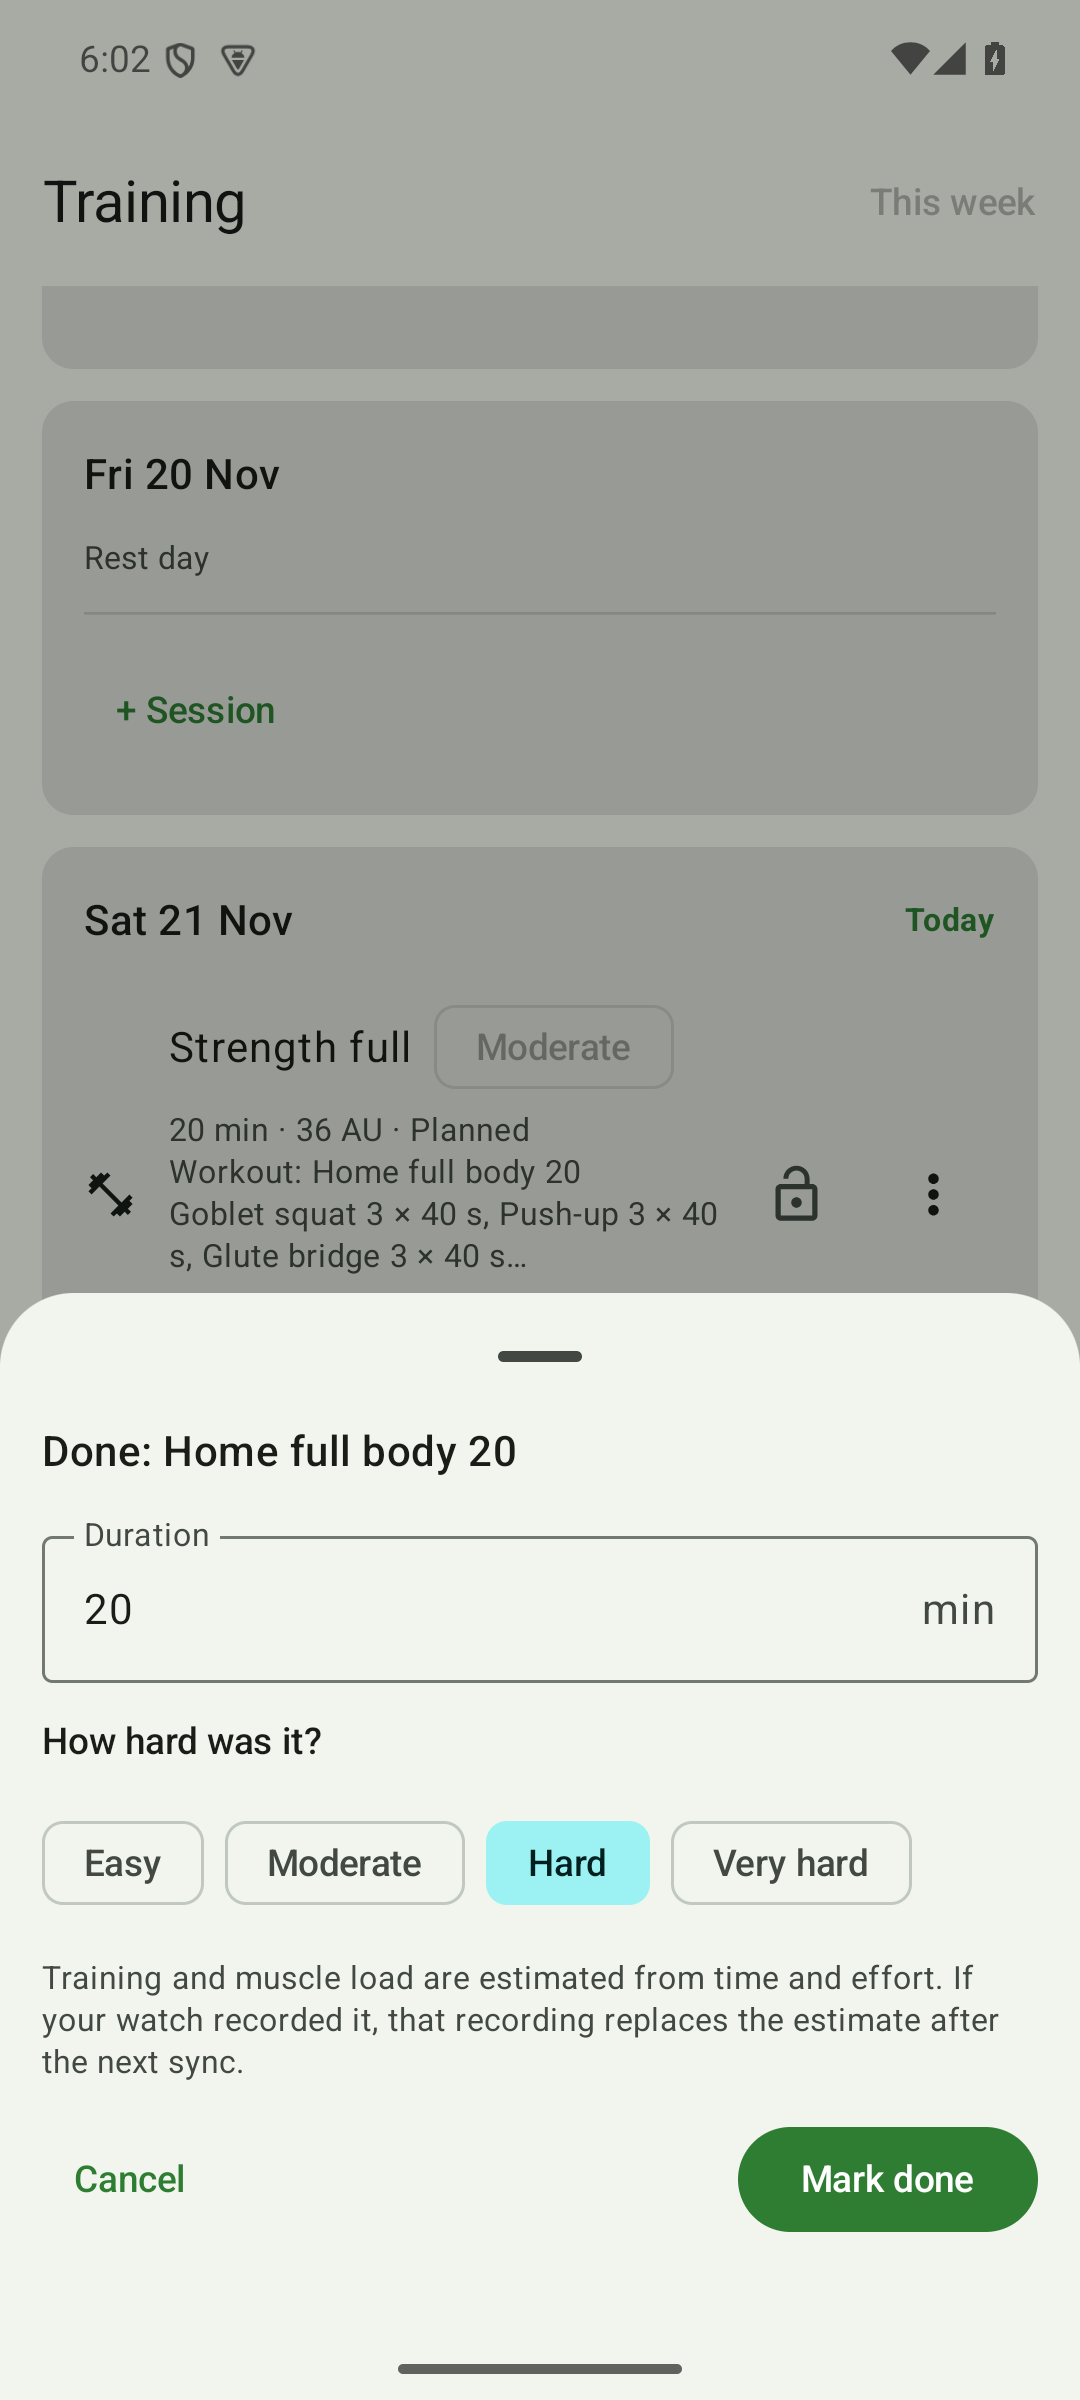 6:02
Training
This week
Fri 20 Nov
Rest day
+ Session
Sat 21 Nov
Today
Strength full
Moderate
20 min · 36 AU · Planned
Workout: Home full body 20
Goblet squat 3 × 40 s, Push-up 3 × 40
s, Glute bridge 3 × 40 s…
Done: Home full body 20
Duration
20
min
How hard was it?
Easy
Moderate
Hard
Very hard
Training and muscle load are estimated from time and effort. If
your watch recorded it, that recording replaces the estimate after
the next sync.
Cancel
Mark done